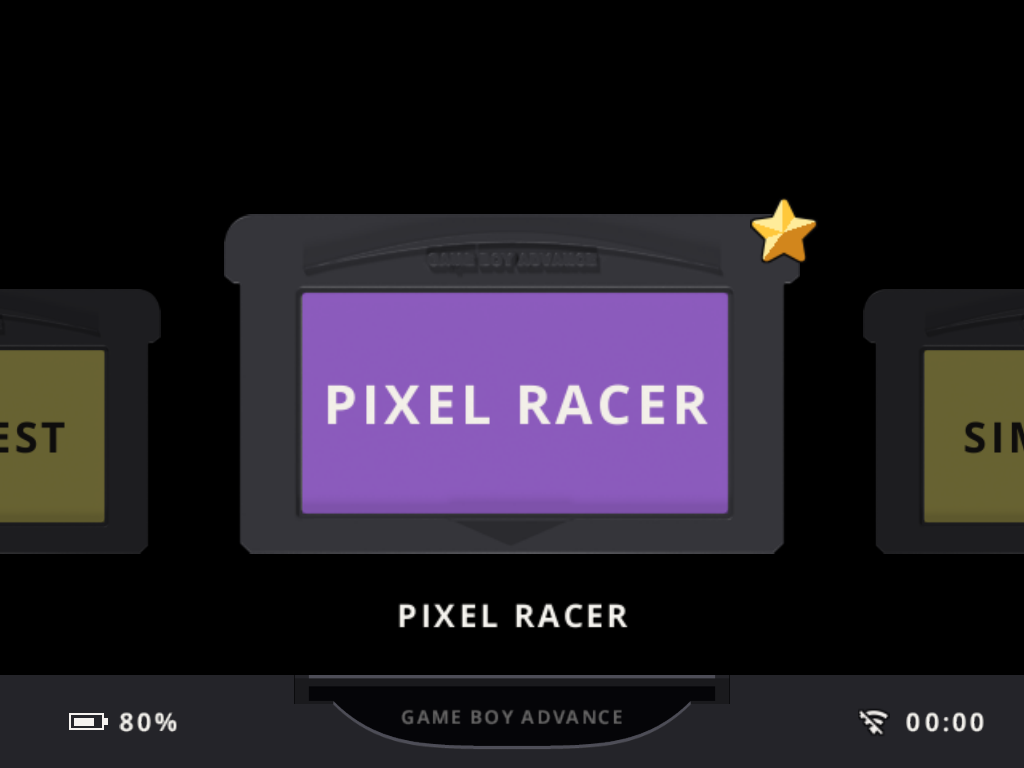 GAME BOY ADVANCE
PIXEL RACER
EST
SIM
PIXEL RACER
80%
GAME BOY ADVANCE
00:00